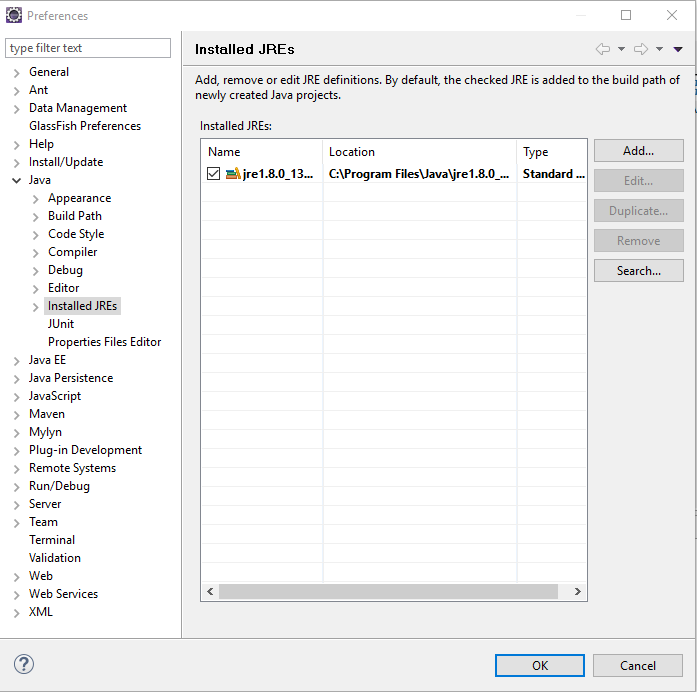 Preferences
type filter text
General
Ant
Data Management
GlassFish Preferences
Help
Install/Update
Java
Appearance
Build Path
Code Style
Compiler
Debug
Editor
Installed JREs
JUnit
Properties Files Editor
Java EE
Java Persistence
JavaScript
Maven
Mylyn
Plug-in Development
Remote Systems
Run/Debug
Server
Team
Terminal
Validation
Web
Web Services
XML
Installed JREs
Add, remove or edit JRE definitions. By default, the checked JRE is added to the build path of
newly created Java projects.
Installed JREs:
Name Location Type
jre1.8.0_13... C:\Program Files\Java\jre1.8.0_... Standard ...
Add...
Edit...
Duplicate...
Remove
Search...
?
OK Cancel